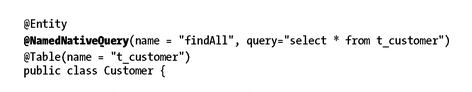 @Entity
@NamedNativeQuery(name = "findAll", query="select * from t_customer")
@Table(name = "t_customer")
public class Customer {